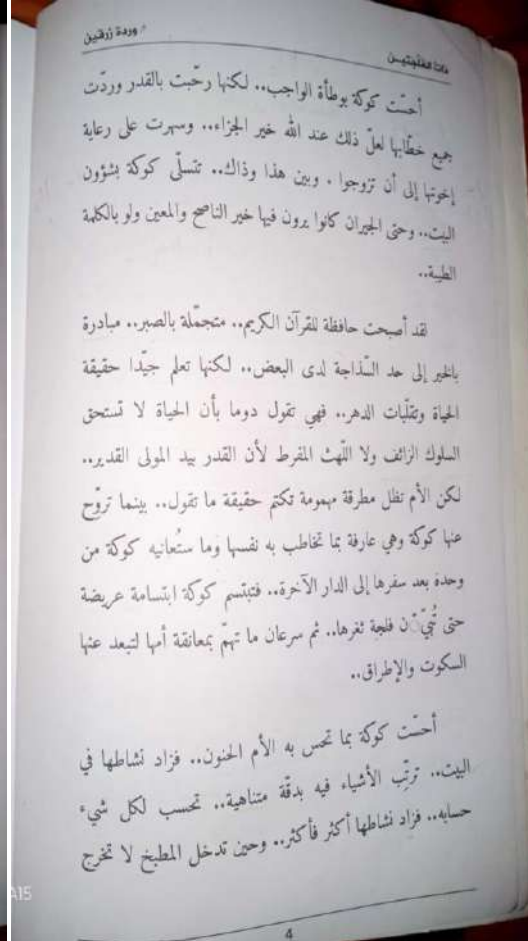 ذات الفلجتين
وردة زرقين
أحسّت كوكة بوطأة الواجب.. لكنها رحّبت بالقدر وردّت
جميع خطّابها لعلّ ذلك عند الله خير الجزاء.. وسهرت على رعاية
إخوتها إلى أن تزوجوا . وبين هذا وذاك.. تتسلّى كوكة بشؤون
البيت.. وحتى الجيران كانوا يرون فيها خير الناصح والمعين ولو بالكلمة
الطيبة..
لقد أصبحت حافظة للقرآن الكريم.. متجمّلة بالصبر.. مبادرة
بالخير إلى حد السّذاجة لدى البعض.. لكنها تعلم جيّدا حقيقة
الحياة وتقلّبات الدهر.. فهي تقول دوما بأن الحياة لا تستحق
السلوك الزائف ولا اللّهث المفرط لأن القدر بيد المولى القدير..
لكن الأم تظل مطرقة مهمومة تكتم حقيقة ما تقول.. بينما تروّح
عنها كوكة وهي عارفة بما تخاطب به نفسها وما ستُعانيه كوكة من
وحدة بعد سفرها إلى الدار الآخرة.. فتبتسم كوكة ابتسامة عريضة
حتى تُبيّن فلجة ثغرها.. ثم سرعان ما تهمّ بمعانقة أمها لتبعد عنها
السكوت والإطراق..
أحسّت كوكة بما تحس به الأم الحنون.. فزاد نشاطها في
البيت.. ترتّب الأشياء فيه بدقّة متناهية.. تحسب لكل شيء
حسابه.. فزاد نشاطها أكثر فأكثر.. وحين تدخل المطبخ لا تخرج
4
A15